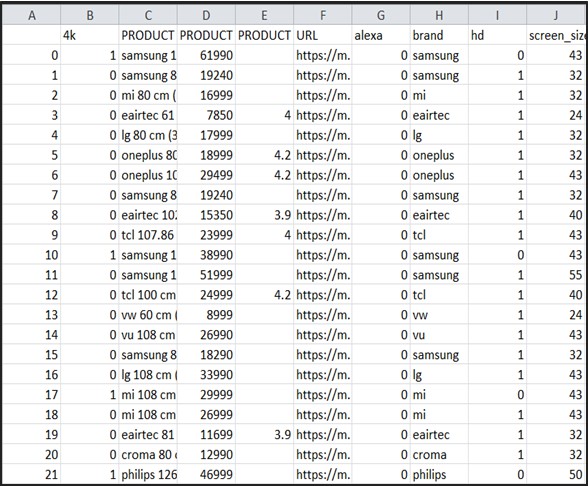 A B C D E F G H I J
4k PRODUCT PRODUCT PRODUCT URL alexa brand hd screen_size
0 1 samsung 1 61990 https://m. 0 samsung 0 43
1 0 samsung 8 19240 https://m. 0 samsung 1 32
2 0 mi 80 cm ( 16999 https://m. 0 mi 1 32
3 0 eairtec 61 7850 4 https://m. 0 eairtec 1 24
4 0 lg 80 cm (3 17999 https://m. 0 lg 1 32
5 0 oneplus 80 18999 4.2 https://m. 0 oneplus 1 32
6 0 oneplus 10 29499 4.2 https://m. 0 oneplus 1 43
7 0 samsung 8 19240 https://m. 0 samsung 1 32
8 0 eairtec 102 15350 3.9 https://m. 0 eairtec 1 40
9 0 tcl 107.86 23999 4 https://m. 0 tcl 1 43
10 1 samsung 1 38990 https://m. 0 samsung 0 43
11 0 samsung 1 51999 https://m. 0 samsung 1 55
12 0 tcl 100 cm 24999 4.2 https://m. 0 tcl 1 40
13 0 vw 60 cm ( 8999 https://m. 0 vw 1 24
14 0 vu 108 cm 26990 https://m. 0 vu 1 43
15 0 samsung 8 18290 https://m. 0 samsung 1 32
16 0 lg 108 cm ( 33990 https://m. 0 lg 1 43
17 1 mi 108 cm 29999 https://m. 0 mi 0 43
18 0 mi 108 cm 26999 https://m. 0 mi 1 43
19 0 eairtec 81 11699 3.9 https://m. 0 eairtec 1 32
20 0 croma 80 c 12990 https://m. 0 croma 1 32
21 1 philips 126 46999 https://m. 0 philips 0 50